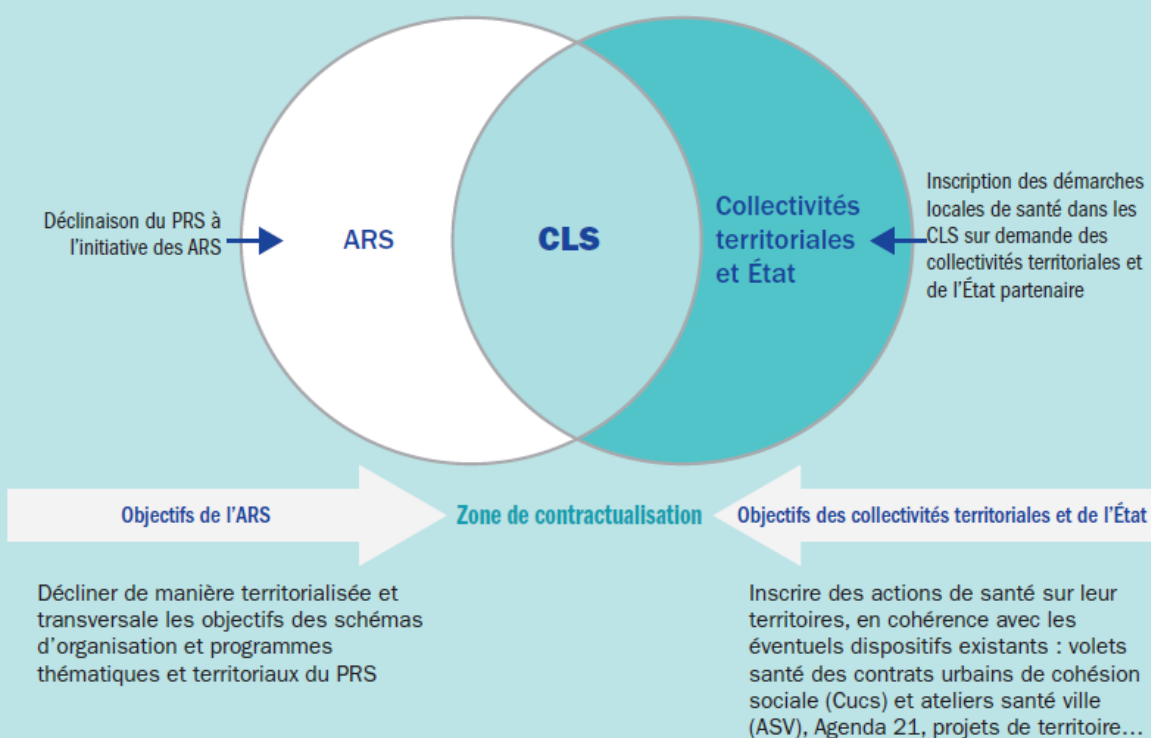 Déclinaison du PRS à
l'initiative des ARS
ARS
CLS
Collectivités
territoriales
et État
Inscription des démarches
locales de santé dans les
CLS sur demande des
collectivités territoriales et
de l'État partenaire
Objectifs de l'ARS
Zone de contractualisation
Objectifs des collectivités territoriales et de l'État
Décliner de manière territorialisée et
transversale les objectifs des schémas
d'organisation et programmes
thématiques et territoriaux du PRS
Inscrire des actions de santé sur leur
territoires, en cohérence avec les
éventuels dispositifs existants : volets
santé des contrats urbains de cohésion
sociale (Cucs) et ateliers santé ville
(ASV), Agenda 21, projets de territoire…